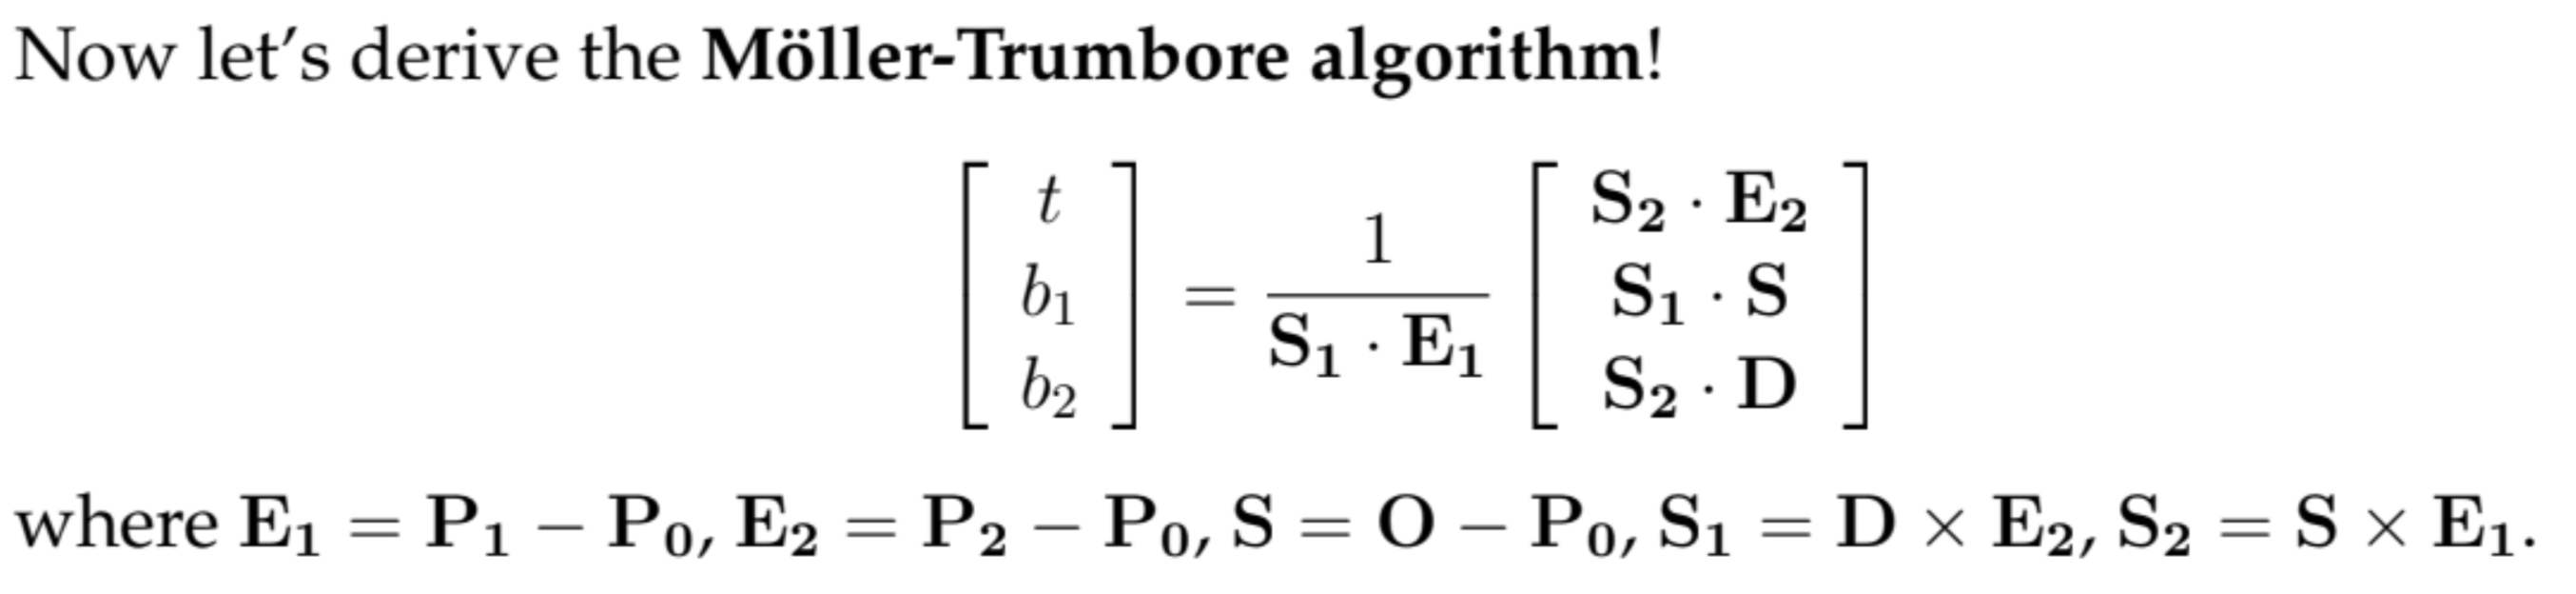 Now let's derive the Möller-Trumbore algorithm!
[ t b₁ b₂ ] = 1 / (S₁ · E₁) [ S₂ · E₂ S₁ · S S₂ · D ]
where E₁ = P₁ − P₀, E₂ = P₂ − P₀, S = O − P₀, S₁ = D × E₂, S₂ = S × E₁.